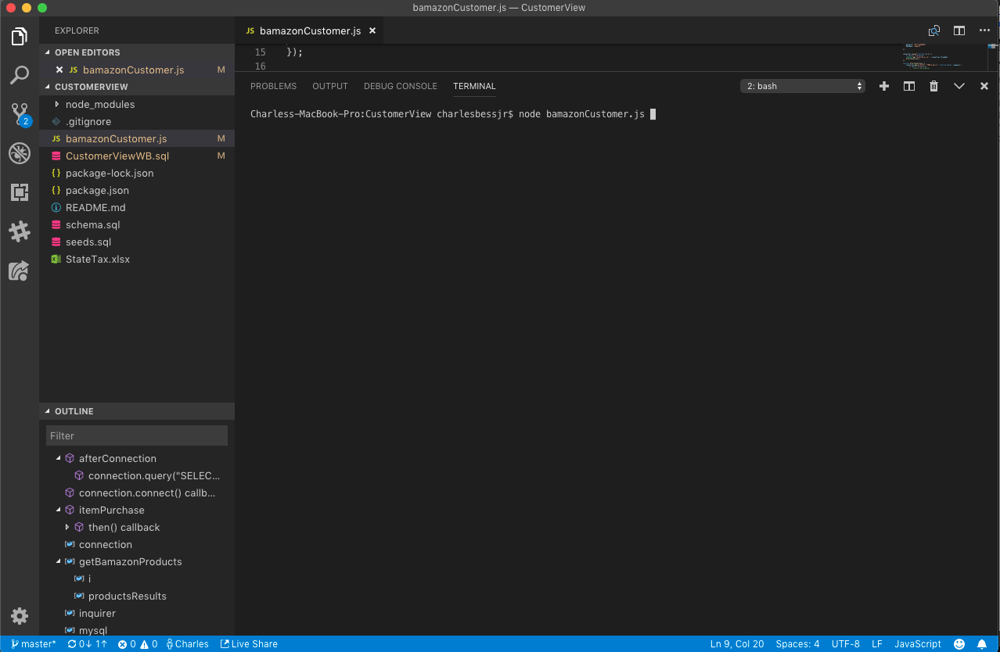 bamazonCustomer.js — CustomerView
EXPLORER
OPEN EDITORS
JS bamazonCustomer.js M
CUSTOMERVIEW
node_modules
.gitignore
JS bamazonCustomer.js M
CustomerViewWB.sql M
{ } package-lock.json
{ } package.json
README.md
schema.sql
seeds.sql
StateTax.xlsx
2
OUTLINE
Filter
afterConnection
connection.query("SELEC...
connection.connect() callb...
itemPurchase
then() callback
connection
getBamazonProducts
i
productsResults
inquirer
mysql
JS bamazonCustomer.js
15 });
16
PROBLEMS OUTPUT DEBUG CONSOLE TERMINAL 2: bash
Charless-MacBook-Pro:CustomerView charlesbessjr$ node bamazonCustomer.js
master* 0↓ 1↑ 0 0 Charles Live Share Ln 9, Col 20 Spaces: 4 UTF-8 LF JavaScript